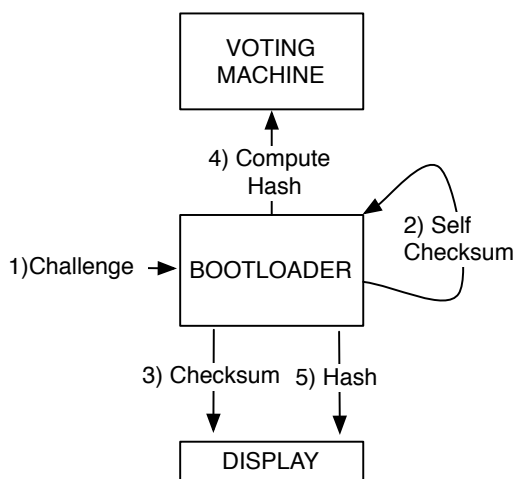 VOTING
MACHINE
4) Compute
Hash
2) Self
Checksum
1)Challenge
BOOTLOADER
3) Checksum
5) Hash
DISPLAY